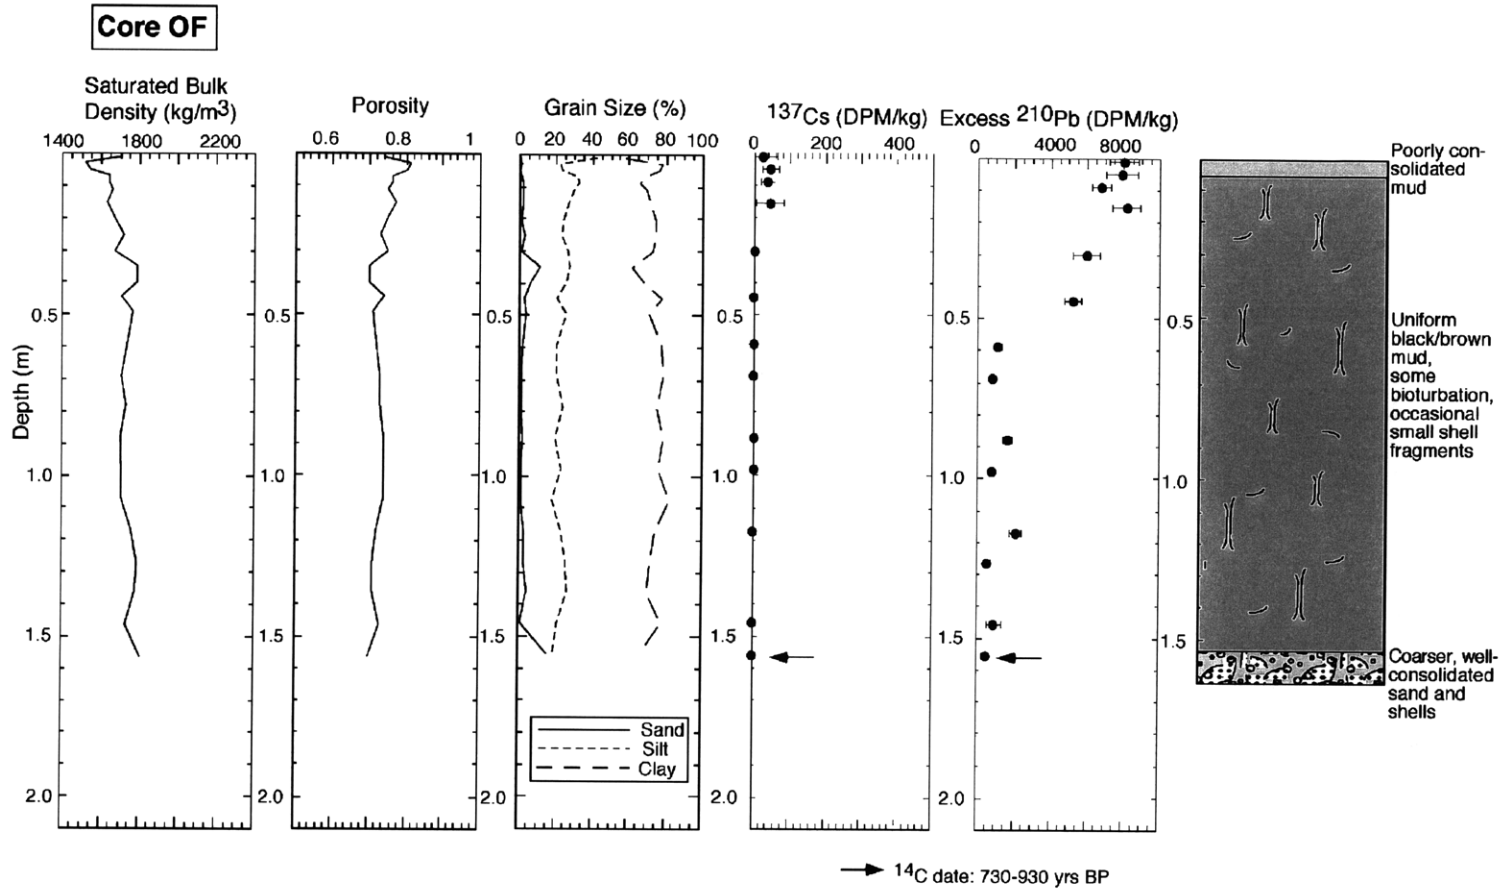 Core OF
Saturated Bulk
Density (kg/m3)
1400 1800 2200
Porosity
0.6 0.8 1
Grain Size (%)
0 20 40 60 80 100
137Cs (DPM/kg)
0 200 400
Excess 210Pb (DPM/kg)
0 4000 8000
Depth (m)
0.5 0.5 0.5 0.5 0.5 0.5
1.0 1.0 1.0 1.0 1.0 1.0
1.5 1.5 1.5 1.5 1.5 1.5
2.0 2.0 2.0 2.0 2.0
Sand
Silt
Clay
Poorly con-
solidated
mud
Uniform
black/brown
mud,
some
bioturbation,
occasional
small shell
fragments
Coarser, well-
consolidated
sand and
shells
14C date: 730-930 yrs BP